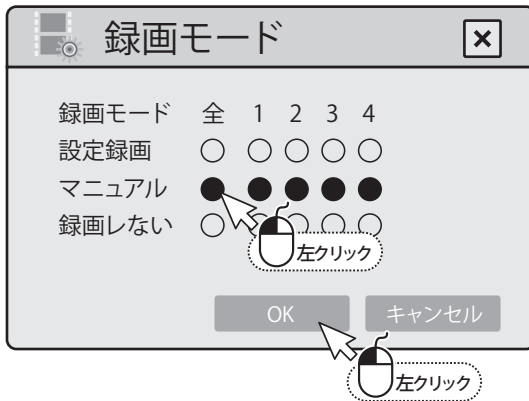 録画モード
録画モード 全 1 2 3 4
設定録画
マニュアル
録画レない
左クリック
OK キャンセル
左クリック